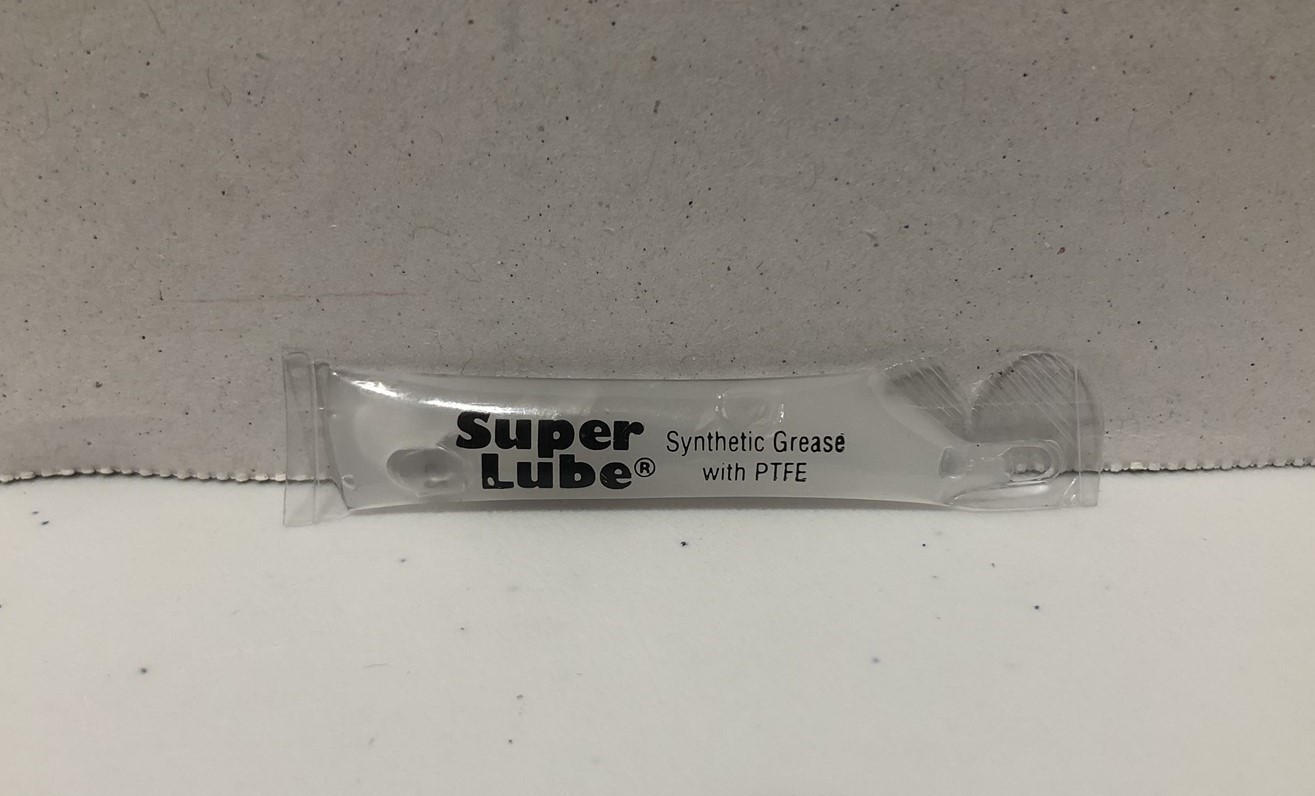 Super
Lube®
Synthetic Grease
with PTFE